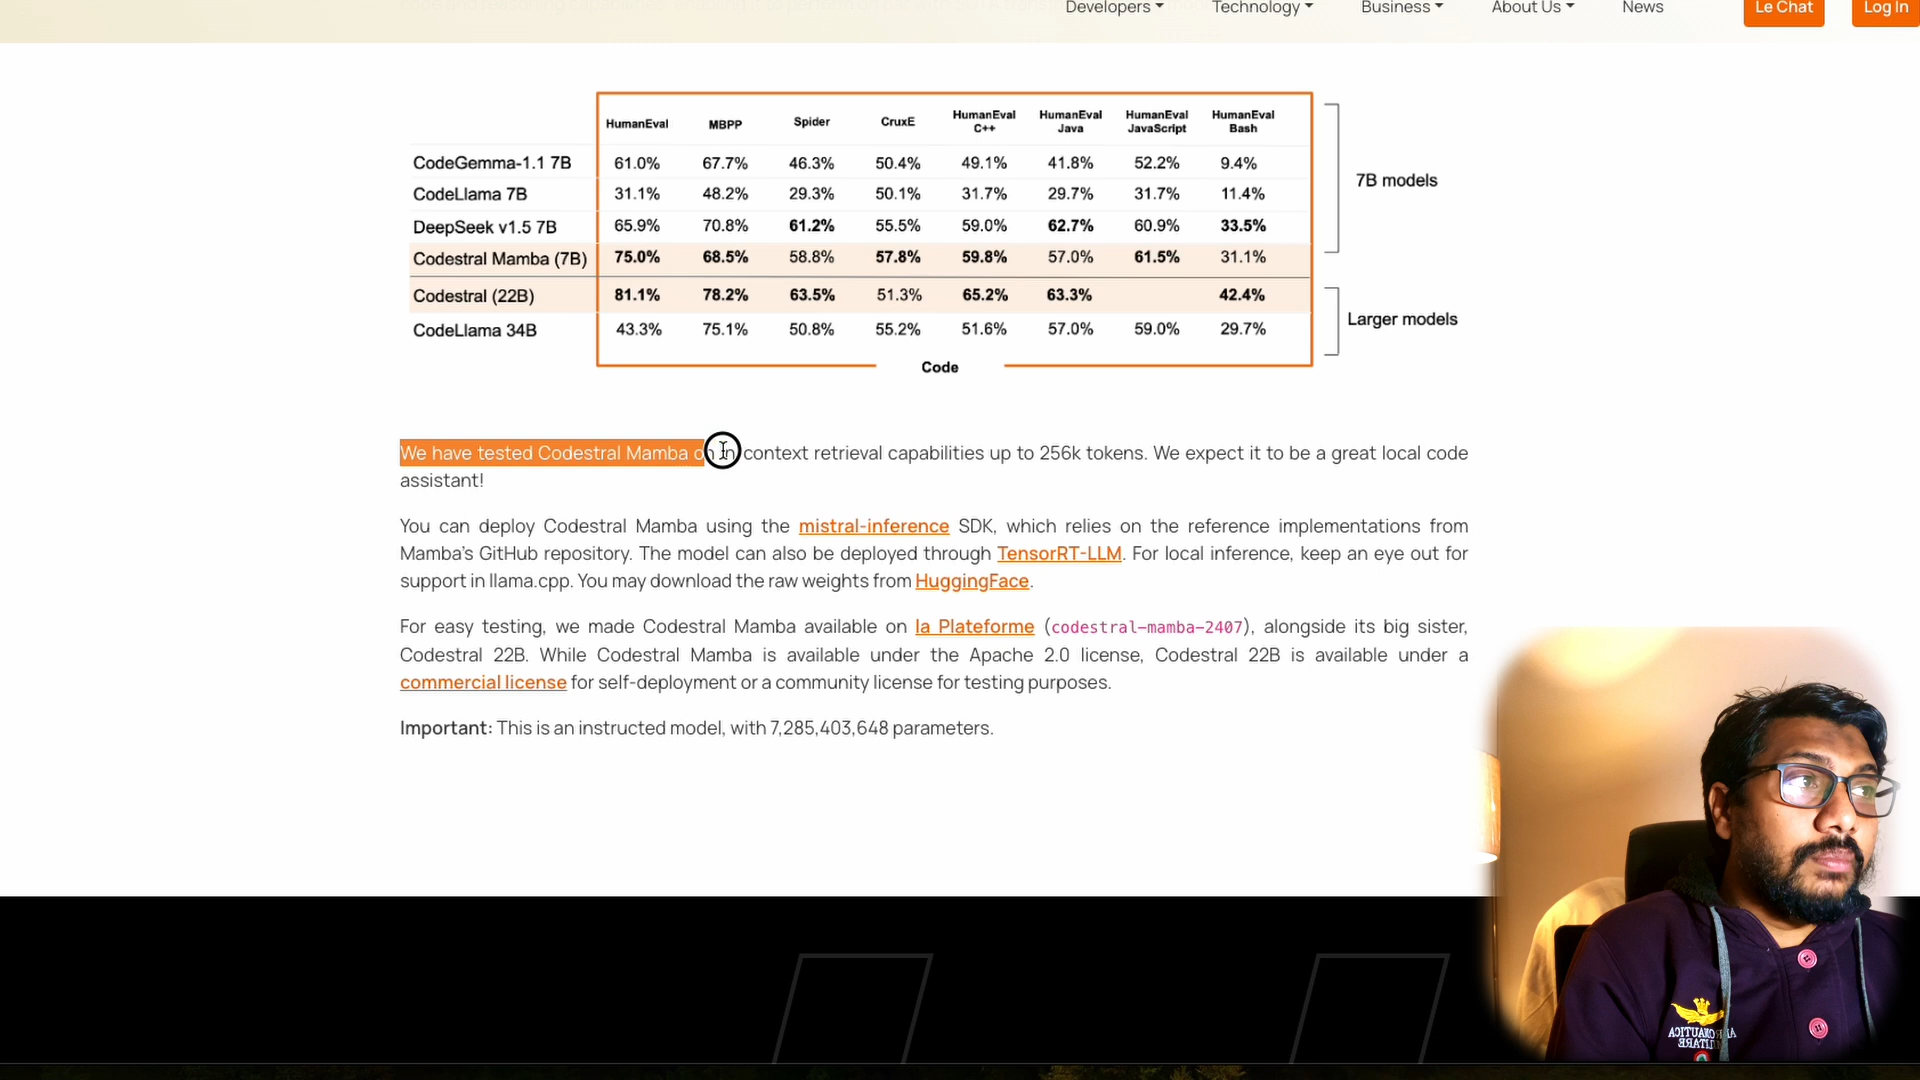 Developers Technology Business About Us News Le Chat Log In
HumanEval MBPP Spider CruxE HumanEval C++ HumanEval Java HumanEval JavaScript HumanEval Bash
CodeGemma-1.1 7B 61.0% 67.7% 46.3% 50.4% 49.1% 41.8% 52.2% 9.4%
CodeLlama 7B 31.1% 48.2% 29.3% 50.1% 31.7% 29.7% 31.7% 11.4%
7B models
DeepSeek v1.5 7B 65.9% 70.8% 61.2% 55.5% 59.0% 62.7% 60.9% 33.5%
Codestral Mamba (7B) 75.0% 68.5% 58.8% 57.8% 59.8% 57.0% 61.5% 31.1%
Codestral (22B) 81.1% 78.2% 63.5% 51.3% 65.2% 63.3% 42.4%
Larger models
CodeLlama 34B 43.3% 75.1% 50.8% 55.2% 51.6% 57.0% 59.0% 29.7%
Code
We have tested Codestral Mamba on in context retrieval capabilities up to 256k tokens. We expect it to be a great local code
assistant!
You can deploy Codestral Mamba using the mistral-inference SDK, which relies on the reference implementations from
Mamba's GitHub repository. The model can also be deployed through TensorRT-LLM. For local inference, keep an eye out for
support in llama.cpp. You may download the raw weights from HuggingFace.
For easy testing, we made Codestral Mamba available on la Plateforme (codestral-mamba-2407), alongside its big sister,
Codestral 22B. While Codestral Mamba is available under the Apache 2.0 license, Codestral 22B is available under a
commercial license for self-deployment or a community license for testing purposes.
Important: This is an instructed model, with 7,285,403,648 parameters.